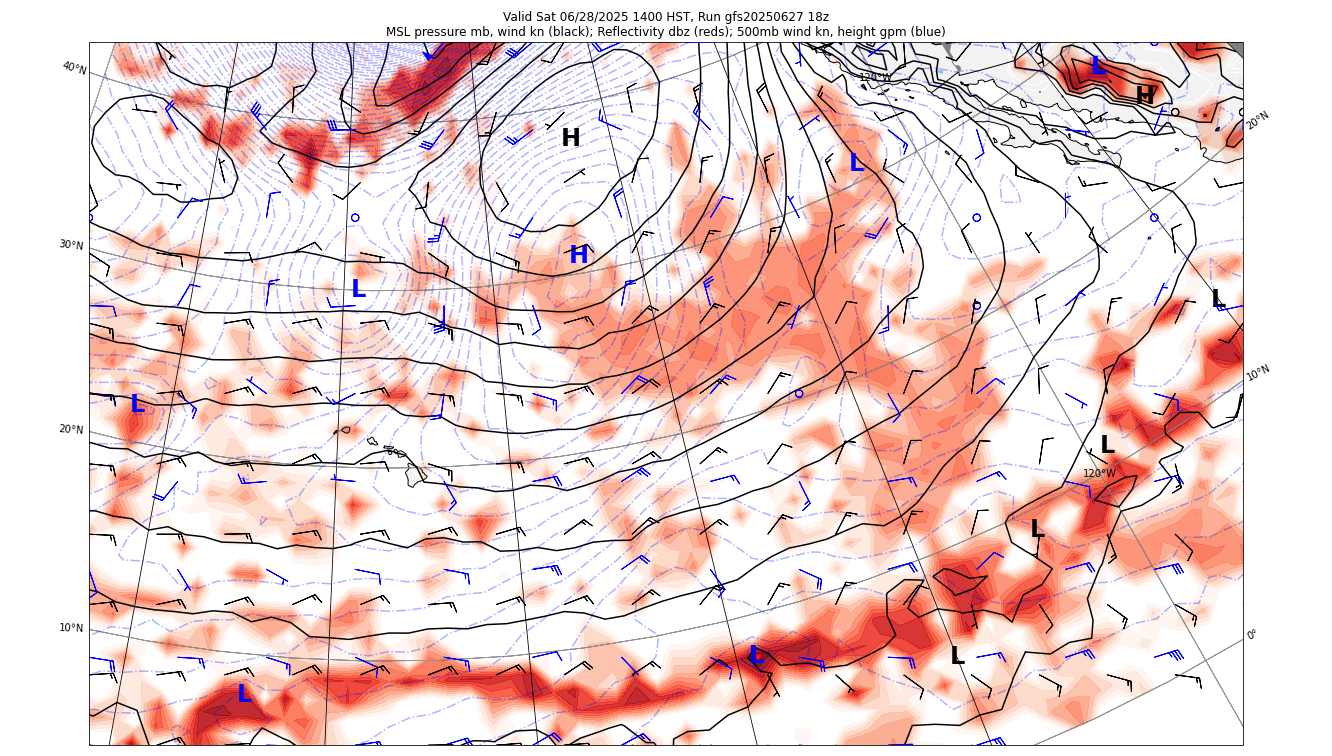 Valid Sat 06/28/2025 1400 HST, Run gfs20250627 18z
MSL pressure mb, wind kn (black); Reflectivity dbz (reds); 500mb wind kn, height gpm (blue)
40°N
120°W
L
H
20°N
H
L
30°N
H
L
L
10°N
L
20°N
L
120°W
L
10°N
0°
L
L
L